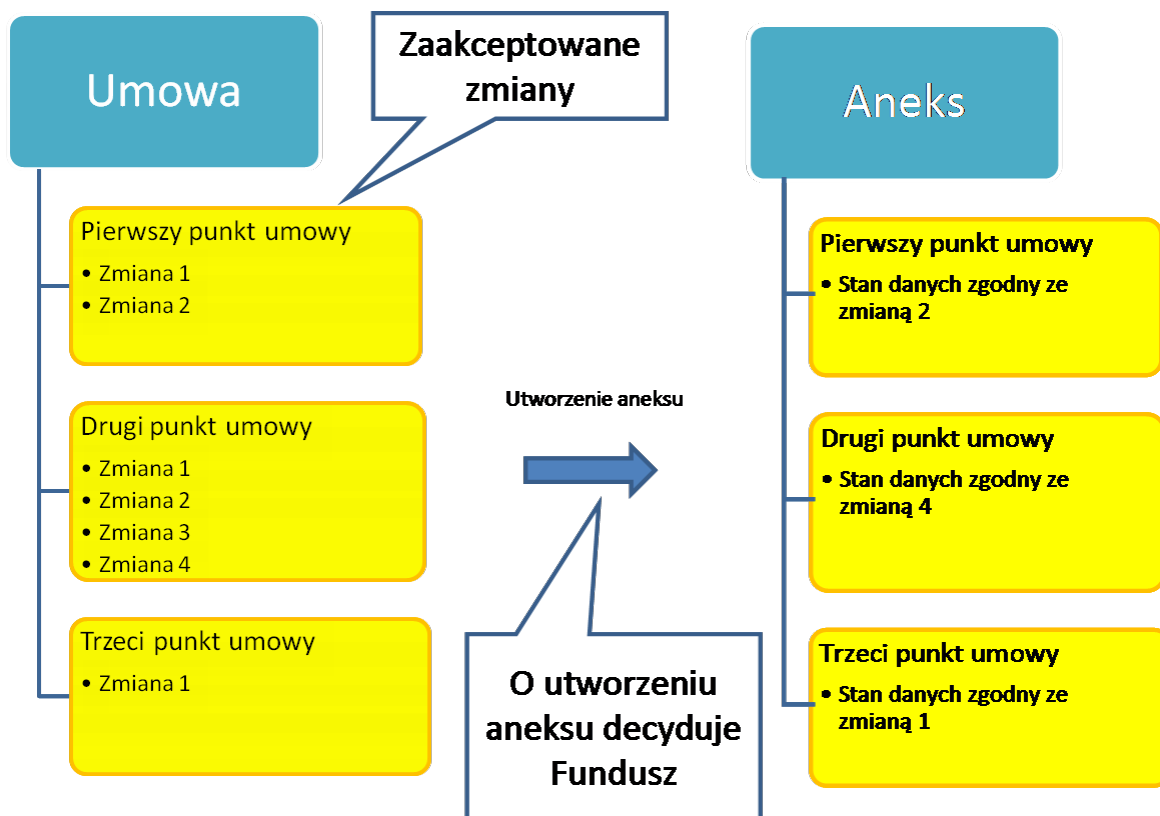 Umowa
Zaakceptowane
zmiany
Pierwszy punkt umowy
• Zmiana 1
• Zmiana 2
Drugi punkt umowy
• Zmiana 1
• Zmiana 2
• Zmiana 3
• Zmiana 4
Trzeci punkt umowy
• Zmiana 1
Utworzenie aneksu
O utworzeniu
aneksu decyduje
Fundusz
Aneks
Pierwszy punkt umowy
• Stan danych zgodny ze
zmianą 2
Drugi punkt umowy
• Stan danych zgodny ze
zmianą 4
Trzeci punkt umowy
• Stan danych zgodny ze
zmianą 1